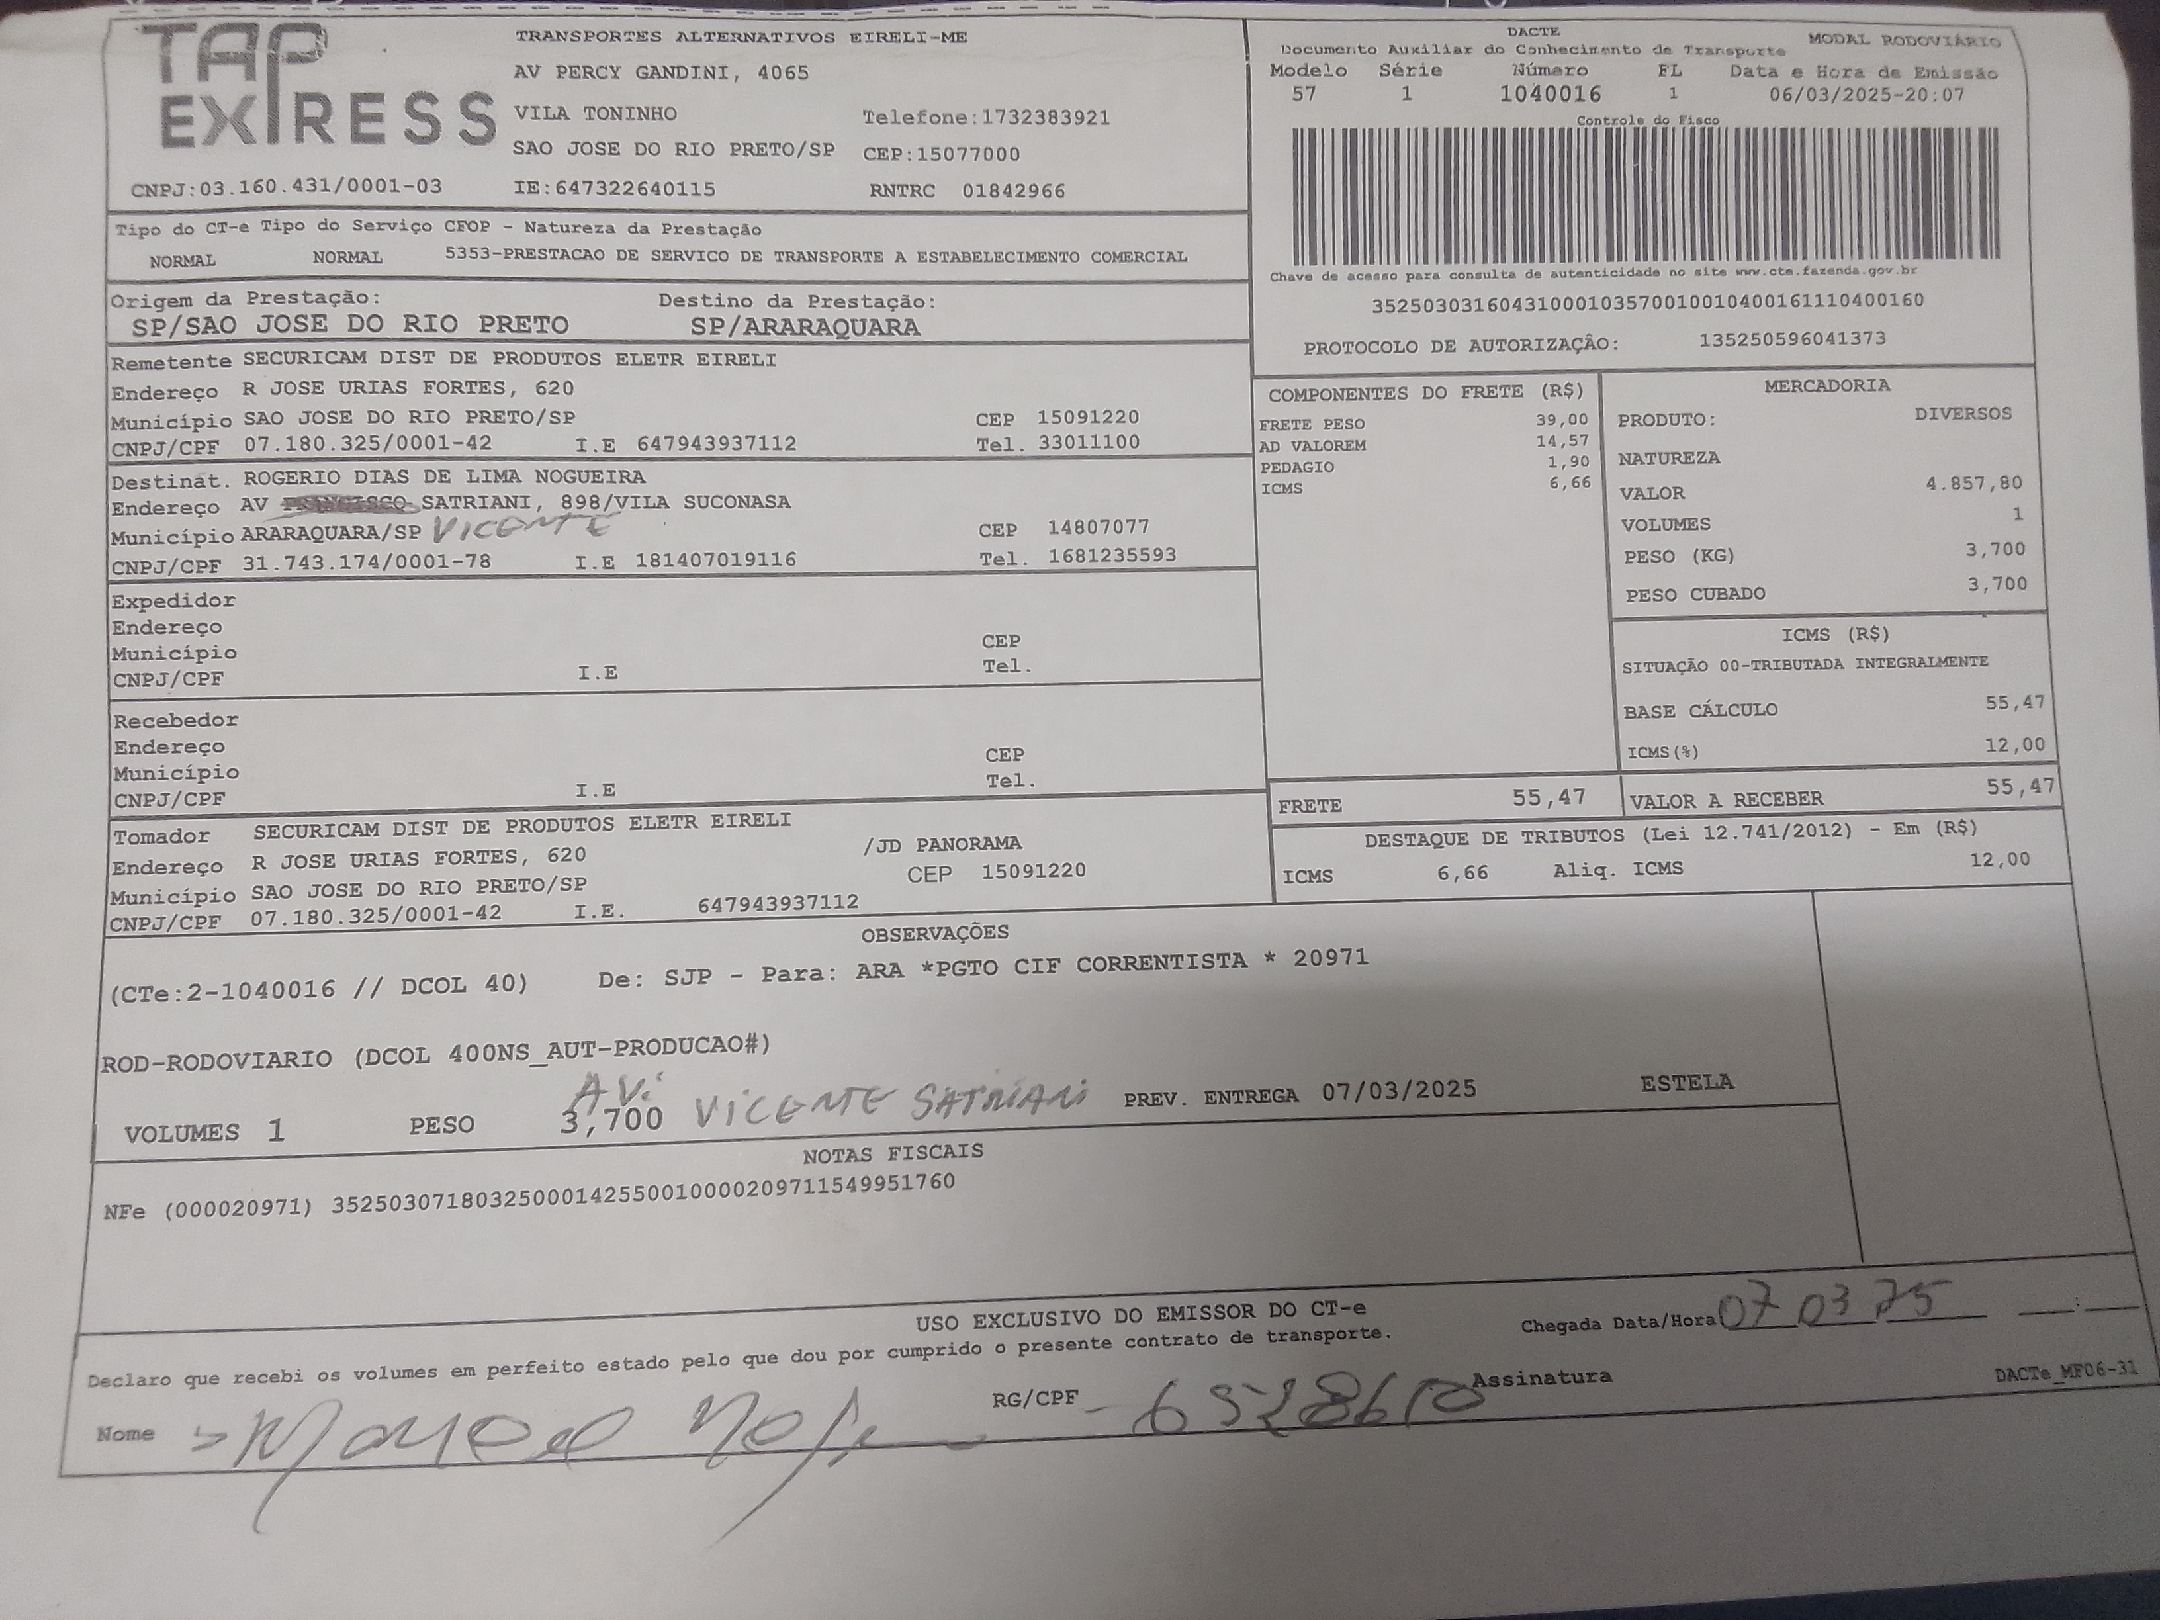 TAP EXPRESS
TRANSPORTES ALTERNATIVOS EIRELI-ME
AV PERCY GANDINI, 4065
VILA TONINHO Telefone:1732383921
SAO JOSE DO RIO PRETO/SP CEP:15077000
CNPJ:03.160.431/0001-03 IE:647322640115 RNTRC 01842966
DACTE
Documento Auxiliar do Conhecimento de Transporte MODAL RODOVIÁRIO
Modelo Série Número FL Data e Hora de Emissão
57 1 1040016 1 06/03/2025-20:07
Controle do Fisco
Chave de acesso para consulta de autenticidade no site www.cte.fazenda.gov.br
35250303160431000103570010010400161110400160
PROTOCOLO DE AUTORIZAÇÃO: 135250596041373
Tipo do CT-e Tipo do Serviço CFOP - Natureza da Prestação
NORMAL NORMAL 5353-PRESTACAO DE SERVICO DE TRANSPORTE A ESTABELECIMENTO COMERCIAL
Origem da Prestação: Destino da Prestação:
SP/SAO JOSE DO RIO PRETO SP/ARARAQUARA
Remetente SECURICAM DIST DE PRODUTOS ELETR EIRELI
Endereço R JOSE URIAS FORTES, 620
Município SAO JOSE DO RIO PRETO/SP CEP 15091220
CNPJ/CPF 07.180.325/0001-42 I.E 647943937112 Tel. 33011100
Destinat. ROGERIO DIAS DE LIMA NOGUEIRA
Endereço AV FRANCISCO SATRIANI, 898/VILA SUCONASA
Município ARARAQUARA/SP VICENTE CEP 14807077
CNPJ/CPF 31.743.174/0001-78 I.E 181407019116 Tel. 1681235593
Expedidor
Endereço
Município CEP
CNPJ/CPF I.E Tel.
Recebedor
Endereço
Município CEP
CNPJ/CPF I.E Tel.
Tomador SECURICAM DIST DE PRODUTOS ELETR EIRELI
Endereço R JOSE URIAS FORTES, 620 /JD PANORAMA
Município SAO JOSE DO RIO PRETO/SP CEP 15091220
CNPJ/CPF 07.180.325/0001-42 I.E. 647943937112
COMPONENTES DO FRETE (R$)
FRETE PESO 39,00
AD VALOREM 14,57
PEDAGIO 1,90
ICMS 6,66
MERCADORIA
PRODUTO: DIVERSOS
NATUREZA
VALOR 4.857,80
VOLUMES 1
PESO (KG) 3,700
PESO CUBADO 3,700
ICMS (R$)
SITUAÇÃO 00-TRIBUTADA INTEGRALMENTE
BASE CÁLCULO 55,47
ICMS(%) 12,00
FRETE 55,47 VALOR A RECEBER 55,47
DESTAQUE DE TRIBUTOS (Lei 12.741/2012) - Em (R$)
ICMS 6,66 Aliq. ICMS 12,00
OBSERVAÇÕES
(CTe:2-1040016 // DCOL 40) De: SJP - Para: ARA *PGTO CIF CORRENTISTA * 20971
ROD-RODOVIARIO (DCOL 400NS_AUT-PRODUCAO#)
AV. VICENTE SATRIANI
VOLUMES 1 PESO 3,700 PREV. ENTREGA 07/03/2025 ESTELA
NOTAS FISCAIS
NFe (000020971) 35250307180325000142550010000209711549951760
USO EXCLUSIVO DO EMISSOR DO CT-e
Declaro que recebi os volumes em perfeito estado pelo que dou por cumprido o presente contrato de transporte.
Chegada Data/Hora 07 03 25 :
Nome RG/CPF Assinatura DACTe_MF06-31